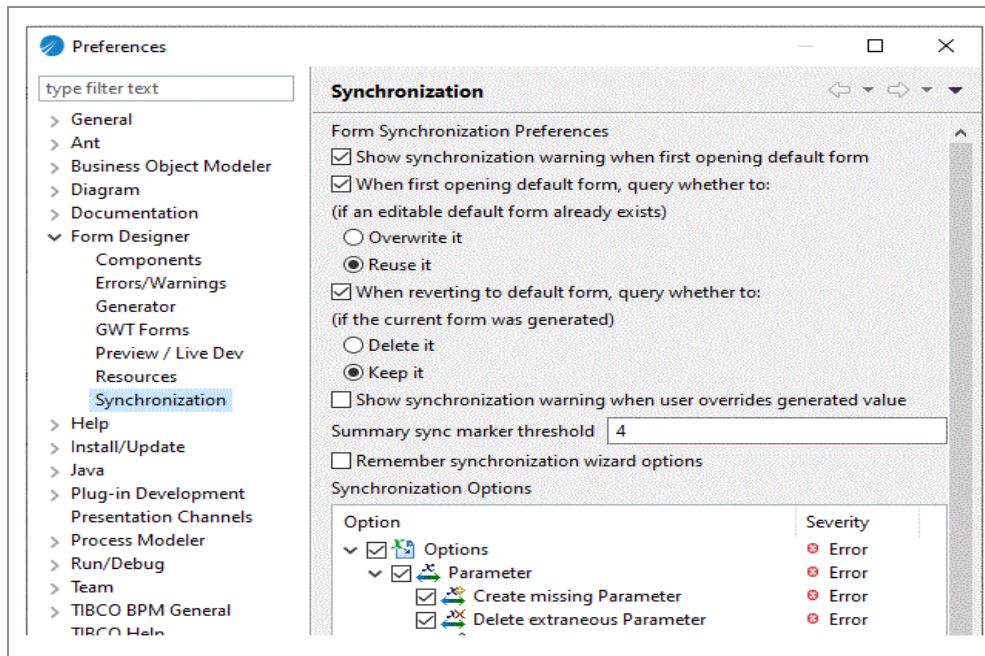 Preferences
type filter text
General
Ant
Business Object Modeler
Diagram
Documentation
Form Designer
Components
Errors/Warnings
Generator
GWT Forms
Preview / Live Dev
Resources
Synchronization
Help
Install/Update
Java
Plug-in Development
Presentation Channels
Process Modeler
Run/Debug
Team
TIBCO BPM General
TIBCO Help
Synchronization
Form Synchronization Preferences
Show synchronization warning when first opening default form
When first opening default form, query whether to:
(if an editable default form already exists)
Overwrite it
Reuse it
When reverting to default form, query whether to:
(if the current form was generated)
Delete it
Keep it
Show synchronization warning when user overrides generated value
Summary sync marker threshold 4
Remember synchronization wizard options
Synchronization Options
Option Severity
Options Error
Parameter Error
Create missing Parameter Error
Delete extraneous Parameter Error